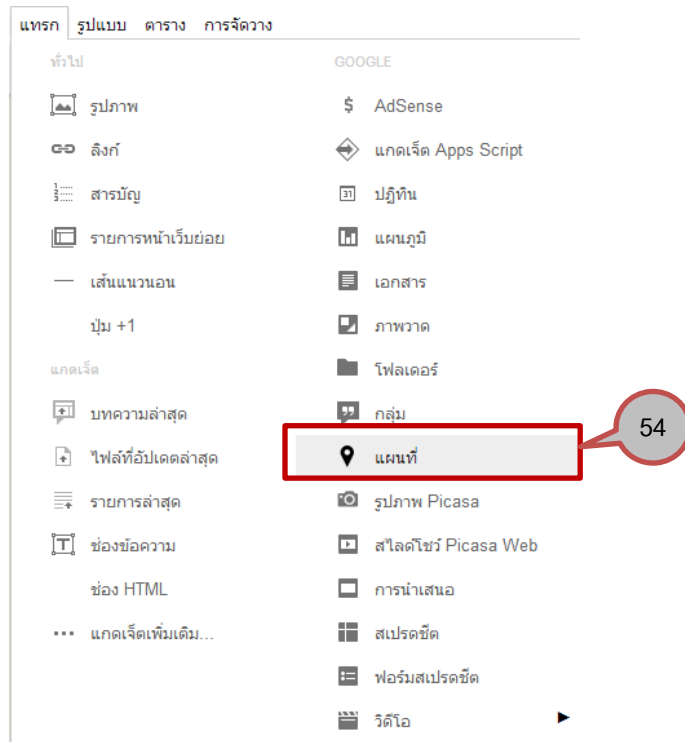 แทรก รูปแบบ ตาราง การจัดวาง
ทั่วไป
รูปภาพ
ลิงก์
สารบัญ
รายการหน้าเว็บย่อย
เส้นแนวนอน
ปุ่ม +1
แกดเจ็ต
บทความล่าสุด
ไฟล์ที่อัปเดตล่าสุด
รายการล่าสุด
ช่องข้อความ
ช่อง HTML
แกดเจ็ตเพิ่มเติม...
GOOGLE
AdSense
แกดเจ็ต Apps Script
31 ปฏิทิน
แผนภูมิ
เอกสาร
ภาพวาด
โฟลเดอร์
กลุ่ม
แผนที่
54
รูปภาพ Picasa
สไลด์โชว์ Picasa Web
การนำเสนอ
สเปรดชีต
ฟอร์มสเปรดชีต
วิดีโอ